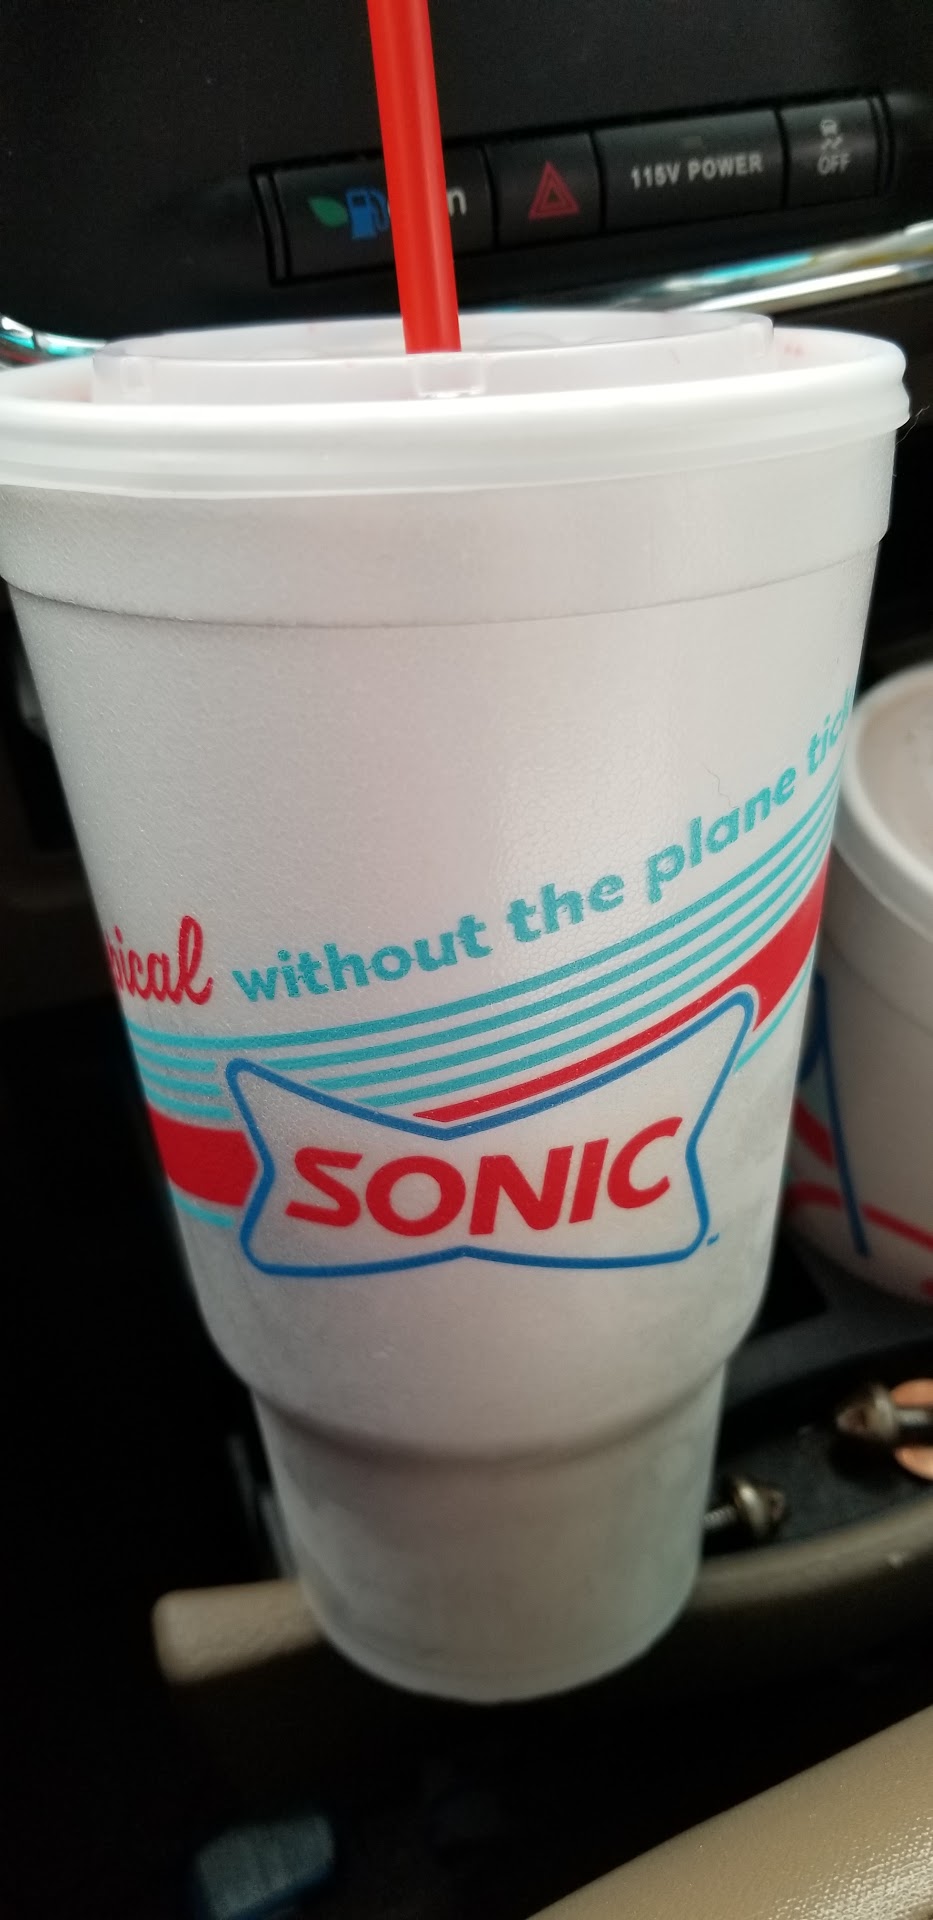 115V POWER
OFF
without the plane
SONIC